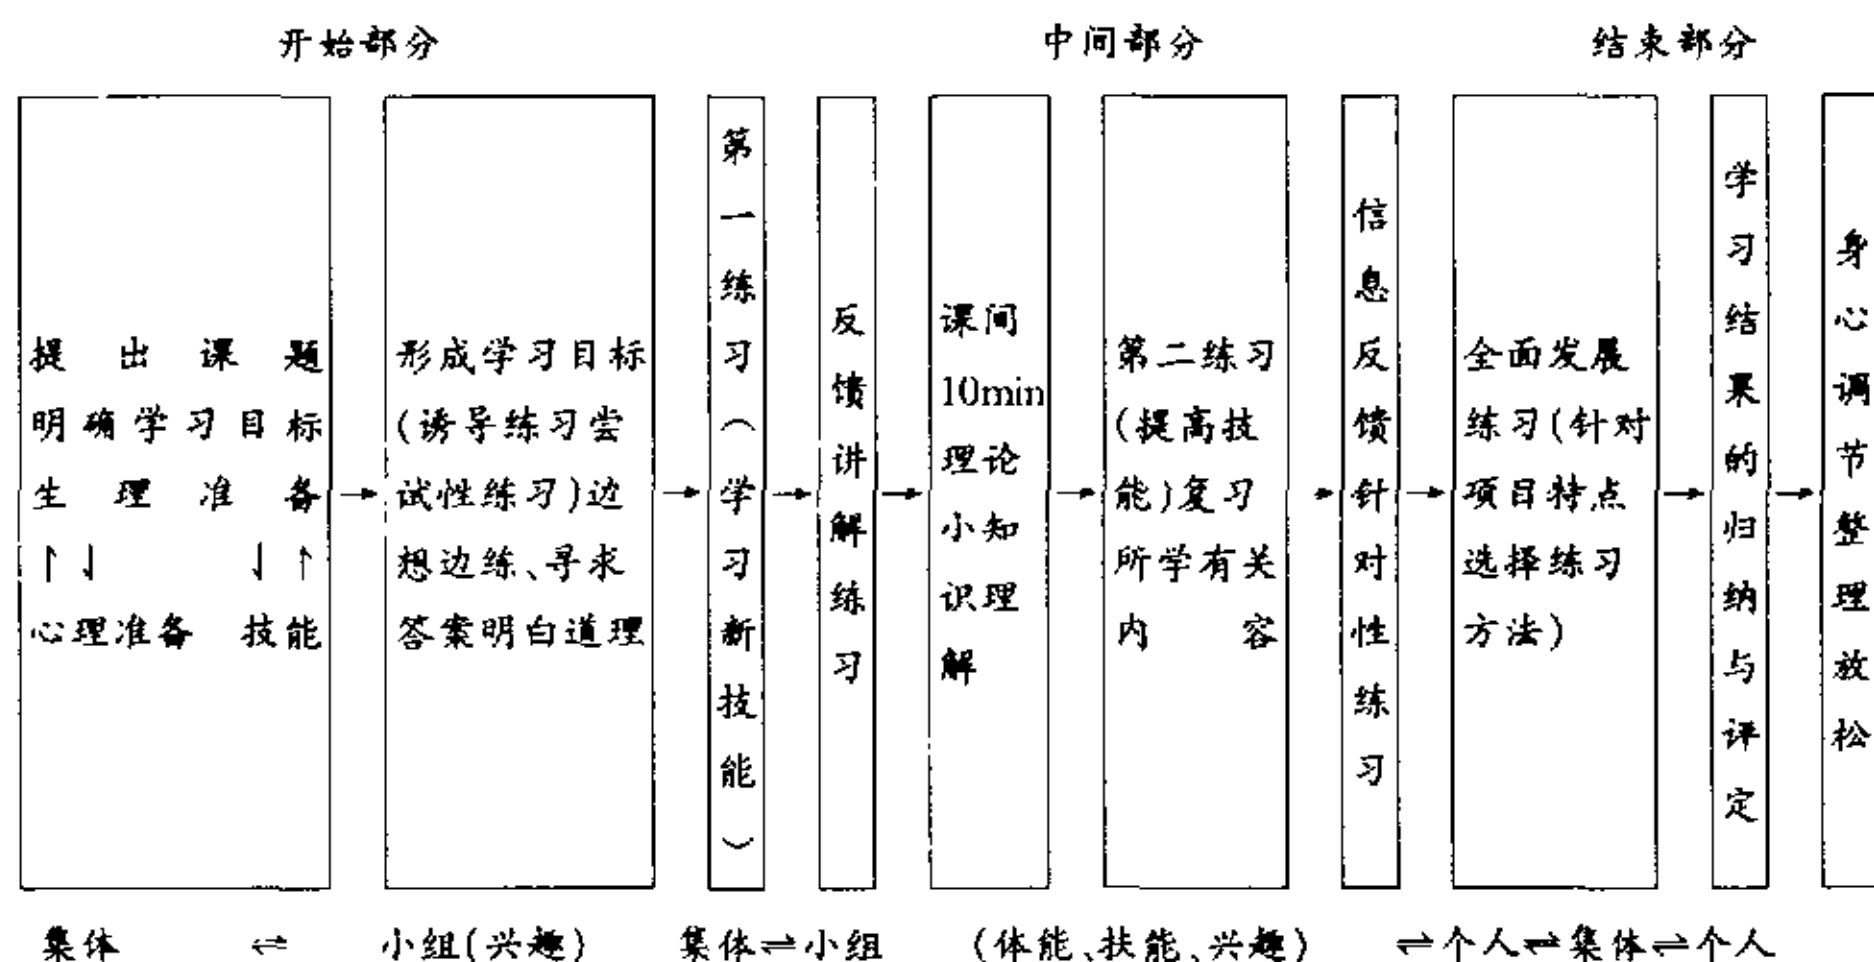 开始部分 中间部分 结束部分
提出课题
明确学习目标
生理准备
↑↓ ↓↑
心理准备 技能
→
形成学习目标
(诱导练习尝
试性练习)边
想边练、寻求
答案明白道理
→
第一练习(学习新技能)
→
反馈讲解练习
→
课间
10min
理论
小知
识理
解
→
第二练习
(提高技
能)复习
所学有关
内容
→
信息反馈针对性练习
→
全面发展
练习(针对
项目特点
选择练习
方法)
→
学习结果的归纳与评定
→
身心调节整理放松
集体 ⇌ 小组(兴趣) 集体⇌小组 (体能、扶能、兴趣) ⇌个人⇌集体⇌个人